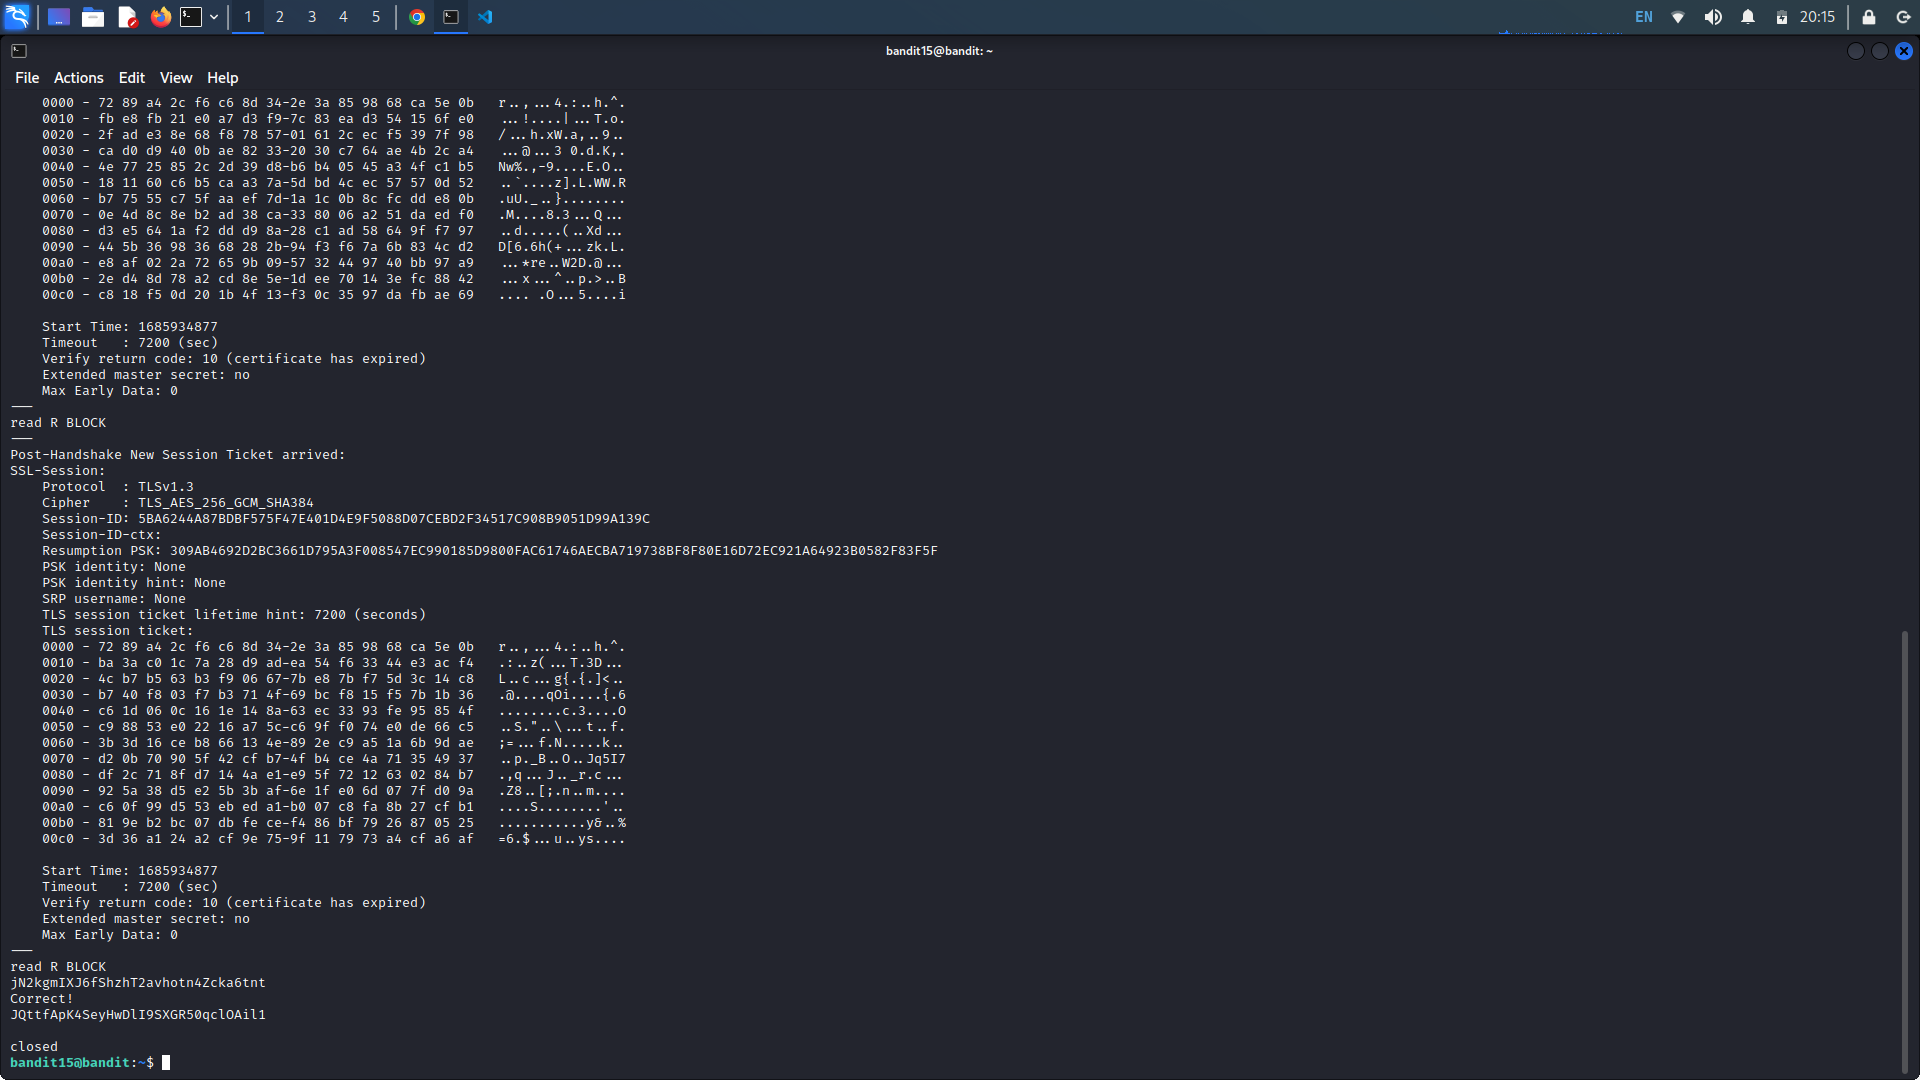 1 2 3 4 5 EN 20:15
bandit15@bandit: ~
File Actions Edit View Help
0000 - 72 89 a4 2c f6 c6 8d 34-2e 3a 85 98 68 ca 5e 0b r..,...4.:..h.^.
0010 - fb e8 fb 21 e0 a7 d3 f9-7c 83 ea d3 54 15 6f e0 ...!....|...T.o.
0020 - 2f ad e3 8e 68 f8 78 57-01 61 2c ec f5 39 7f 98 /...h.xW.a,..9..
0030 - ca d0 d9 40 0b ae 82 33-20 30 c7 64 ae 4b 2c a4 ...@...3 0.d.K,.
0040 - 4e 77 25 85 2c 2d 39 d8-b6 b4 05 45 a3 4f c1 b5 Nw%.,-9....E.O..
0050 - 18 11 60 c6 b5 ca a3 7a-5d bd 4c ec 57 57 0d 52 ..`....z].L.WW.R
0060 - b7 75 55 c7 5f aa ef 7d-1a 1c 0b 8c fc dd e8 0b .uU._..}........
0070 - 0e 4d 8c 8e b2 ad 38 ca-33 80 06 a2 51 da ed f0 .M....8.3...Q...
0080 - d3 e5 64 1a f2 dd d9 8a-28 c1 ad 58 64 9f f7 97 ..d.....(..Xd...
0090 - 44 5b 36 98 36 68 28 2b-94 f3 f6 7a 6b 83 4c d2 D[6.6h(+...zk.L.
00a0 - e8 af 02 2a 72 65 9b 09-57 32 44 97 40 bb 97 a9 ...*re..W2D.@...
00b0 - 2e d4 8d 78 a2 cd 8e 5e-1d ee 70 14 3e fc 88 42 ...x...^..p.>..B
00c0 - c8 18 f5 0d 20 1b 4f 13-f3 0c 35 97 da fb ae 69 .... .O...5....i
Start Time: 1685934877
Timeout : 7200 (sec)
Verify return code: 10 (certificate has expired)
Extended master secret: no
Max Early Data: 0
---
read R BLOCK
---
Post-Handshake New Session Ticket arrived:
SSL-Session:
Protocol : TLSv1.3
Cipher : TLS_AES_256_GCM_SHA384
Session-ID: 5BA6244A87BDBF575F47E401D4E9F5088D07CEBD2F34517C908B9051D99A139C
Session-ID-ctx:
Resumption PSK: 309AB4692D2BC3661D795A3F008547EC990185D9800FAC61746AECBA719738BF8F80E16D72EC921A64923B0582F83F5F
PSK identity: None
PSK identity hint: None
SRP username: None
TLS session ticket lifetime hint: 7200 (seconds)
TLS session ticket:
0000 - 72 89 a4 2c f6 c6 8d 34-2e 3a 85 98 68 ca 5e 0b r..,...4.:..h.^.
0010 - ba 3a c0 1c 7a 28 d9 ad-ea 54 f6 33 44 e3 ac f4 .:..z(...T.3D...
0020 - 4c b7 b5 63 b3 f9 06 67-7b e8 7b f7 5d 3c 14 c8 L..c...g{.{.]<..
0030 - b7 40 f8 03 f7 b3 71 4f-69 bc f8 15 f5 7b 1b 36 .@....qOi....{.6
0040 - c6 1d 06 0c 16 1e 14 8a-63 ec 33 93 fe 95 85 4f ........c.3....O
0050 - c9 88 53 e0 22 16 a7 5c-c6 9f f0 74 e0 de 66 c5 ..S."..\...t..f.
0060 - 3b 3d 16 ce b8 66 13 4e-89 2e c9 a5 1a 6b 9d ae ;=...f.N.....k..
0070 - d2 0b 70 90 5f 42 cf b7-4f b4 ce 4a 71 35 49 37 ..p._B..O..Jq5I7
0080 - df 2c 71 8f d7 14 4a e1-e9 5f 72 12 63 02 84 b7 .,q...J.._r.c...
0090 - 92 5a 38 d5 e2 5b 3b af-6e 1f e0 6d 07 7f d0 9a .Z8..[;.n..m....
00a0 - c6 0f 99 d5 53 eb ed a1-b0 07 c8 fa 8b 27 cf b1 ....S........'..
00b0 - 81 9e b2 bc 07 db fe ce-f4 86 bf 79 26 87 05 25 ...........y&..%
00c0 - 3d 36 a1 24 a2 cf 9e 75-9f 11 79 73 a4 cf a6 af =6.$...u..ys....
Start Time: 1685934877
Timeout : 7200 (sec)
Verify return code: 10 (certificate has expired)
Extended master secret: no
Max Early Data: 0
---
read R BLOCK
jN2kgmIXJ6fShzhT2avhotn4Zcka6tnt
Correct!
JQttfApK4SeyHwDlI9SXGR50qclOAil1
closed
bandit15@bandit:~$